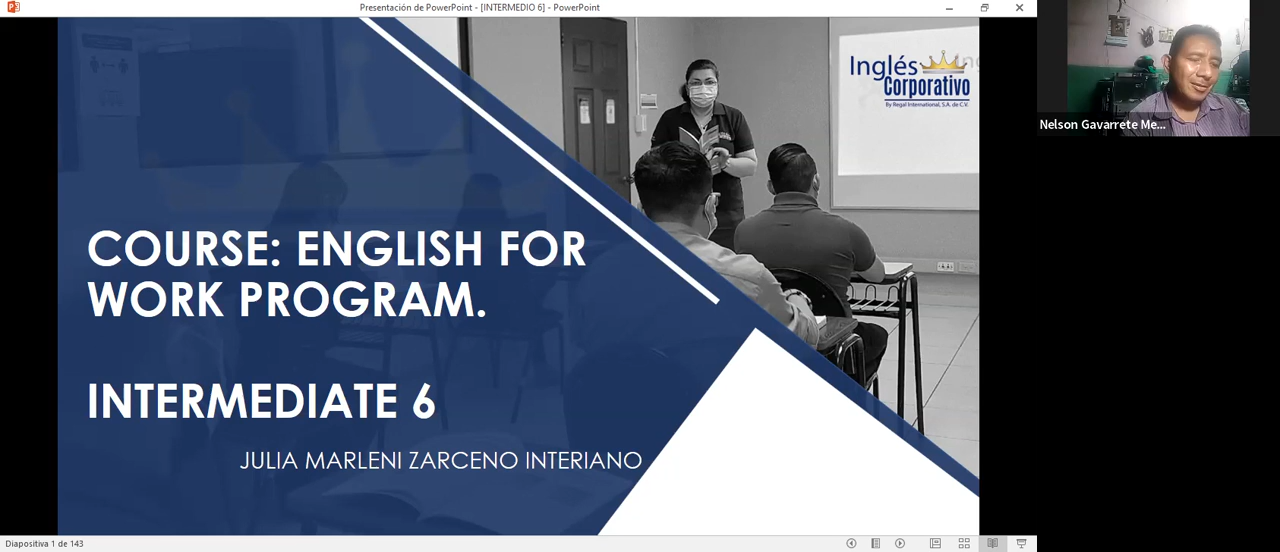 Presentación de PowerPoint - [INTERMEDIO 6] - PowerPoint
Inglés
Corporativo
By Regal International, S.A. de C.V.
Nelson Gavarrete Me...
COURSE: ENGLISH FOR
WORK PROGRAM.
INTERMEDIATE 6
JULIA MARLENI ZARCENO INTERIANO
Diapositiva 1 de 143